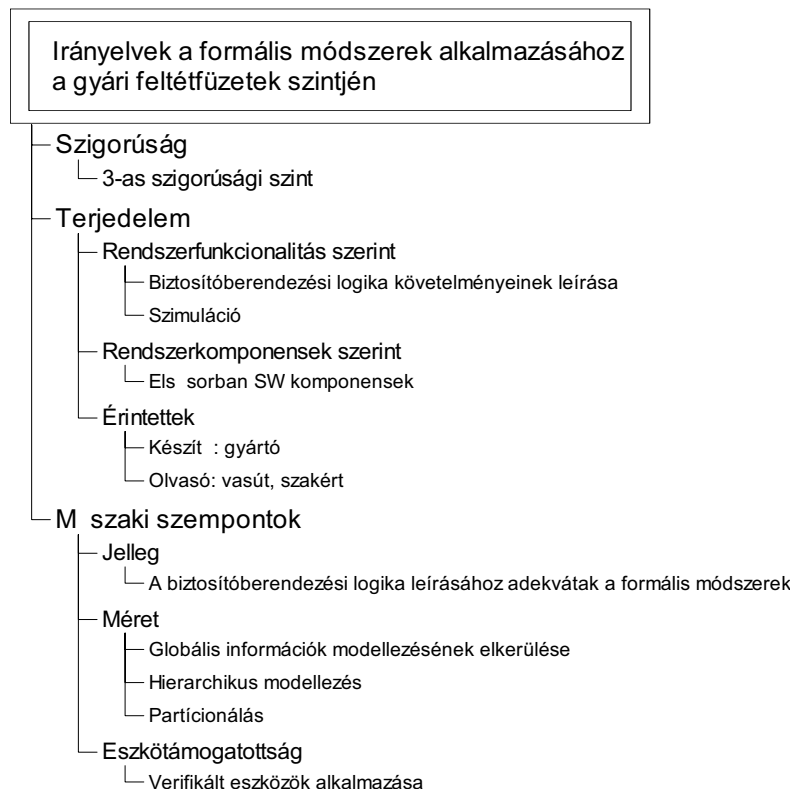 Irányelvek a formális módszerek alkalmazásához
a gyári feltétfüzetek szintjén
Szigorúság
3-as szigorúsági szint
Terjedelem
Rendszerfunkcionalitás szerint
Biztosítóberendezési logika követelményeinek leírása
Szimuláció
Rendszerkomponensek szerint
Els sorban SW komponensek
Érintettek
Készít : gyártó
Olvasó: vasút, szakért
M szaki szempontok
Jelleg
A biztosítóberendezési logika leírásához adekvátak a formális módszerek
Méret
Globális információk modellezésének elkerülése
Hierarchikus modellezés
Partícionálás
Eszkötámogatottság
Verifikált eszközök alkalmazása